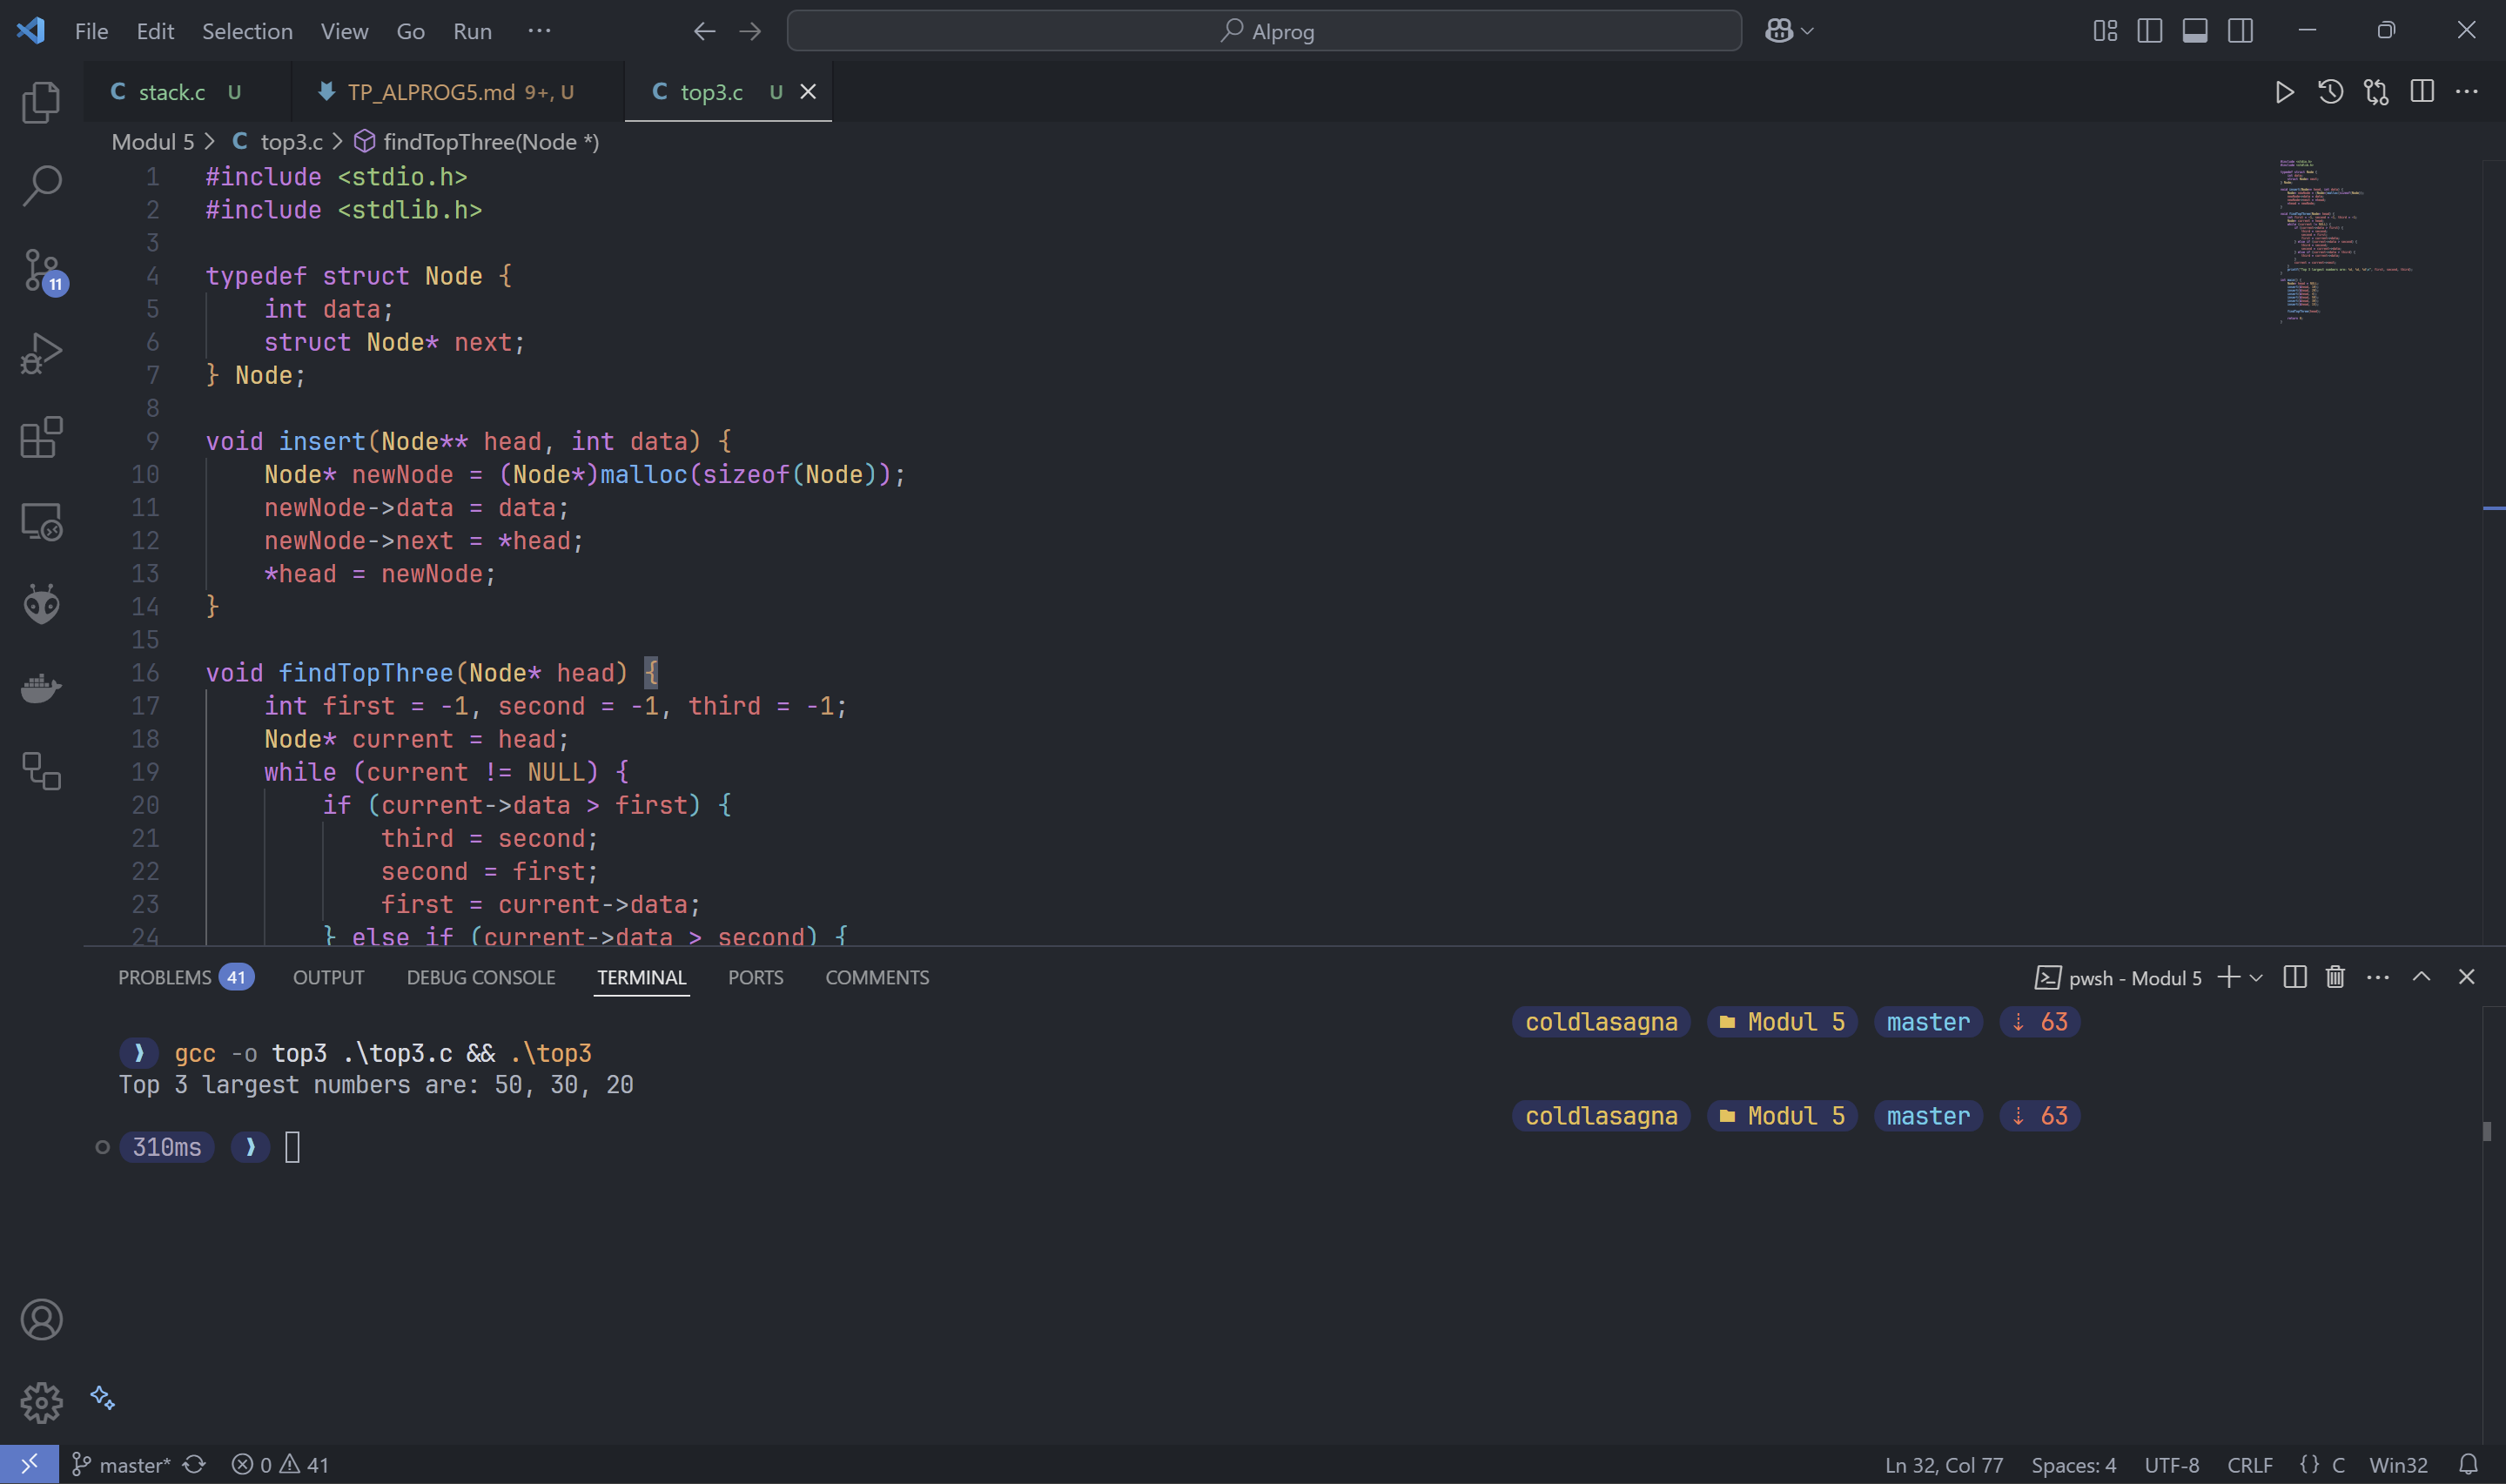 File Edit Selection View Go Run ··· Alprog
stack.c U TP_ALPROG5.md 9+, U top3.c U
Modul 5 > C top3.c > findTopThree(Node *)
1 #include <stdio.h>
2 #include <stdlib.h>
3
4 typedef struct Node {
5     int data;
6     struct Node* next;
7 } Node;
8
9 void insert(Node** head, int data) {
10     Node* newNode = (Node*)malloc(sizeof(Node));
11     newNode->data = data;
12     newNode->next = *head;
13     *head = newNode;
14 }
15
16 void findTopThree(Node* head) {
17     int first = -1, second = -1, third = -1;
18     Node* current = head;
19     while (current != NULL) {
20         if (current->data > first) {
21             third = second;
22             second = first;
23             first = current->data;
24         } else if (current->data > second) {
11
PROBLEMS 41 OUTPUT DEBUG CONSOLE TERMINAL PORTS COMMENTS pwsh - Modul 5
coldlasagna Modul 5 master ⇣ 63
❯ gcc -o top3 .\top3.c && .\top3
Top 3 largest numbers are: 50, 30, 20
coldlasagna Modul 5 master ⇣ 63
310ms ❯
master* 0 41 Ln 32, Col 77 Spaces: 4 UTF-8 CRLF {} C Win32